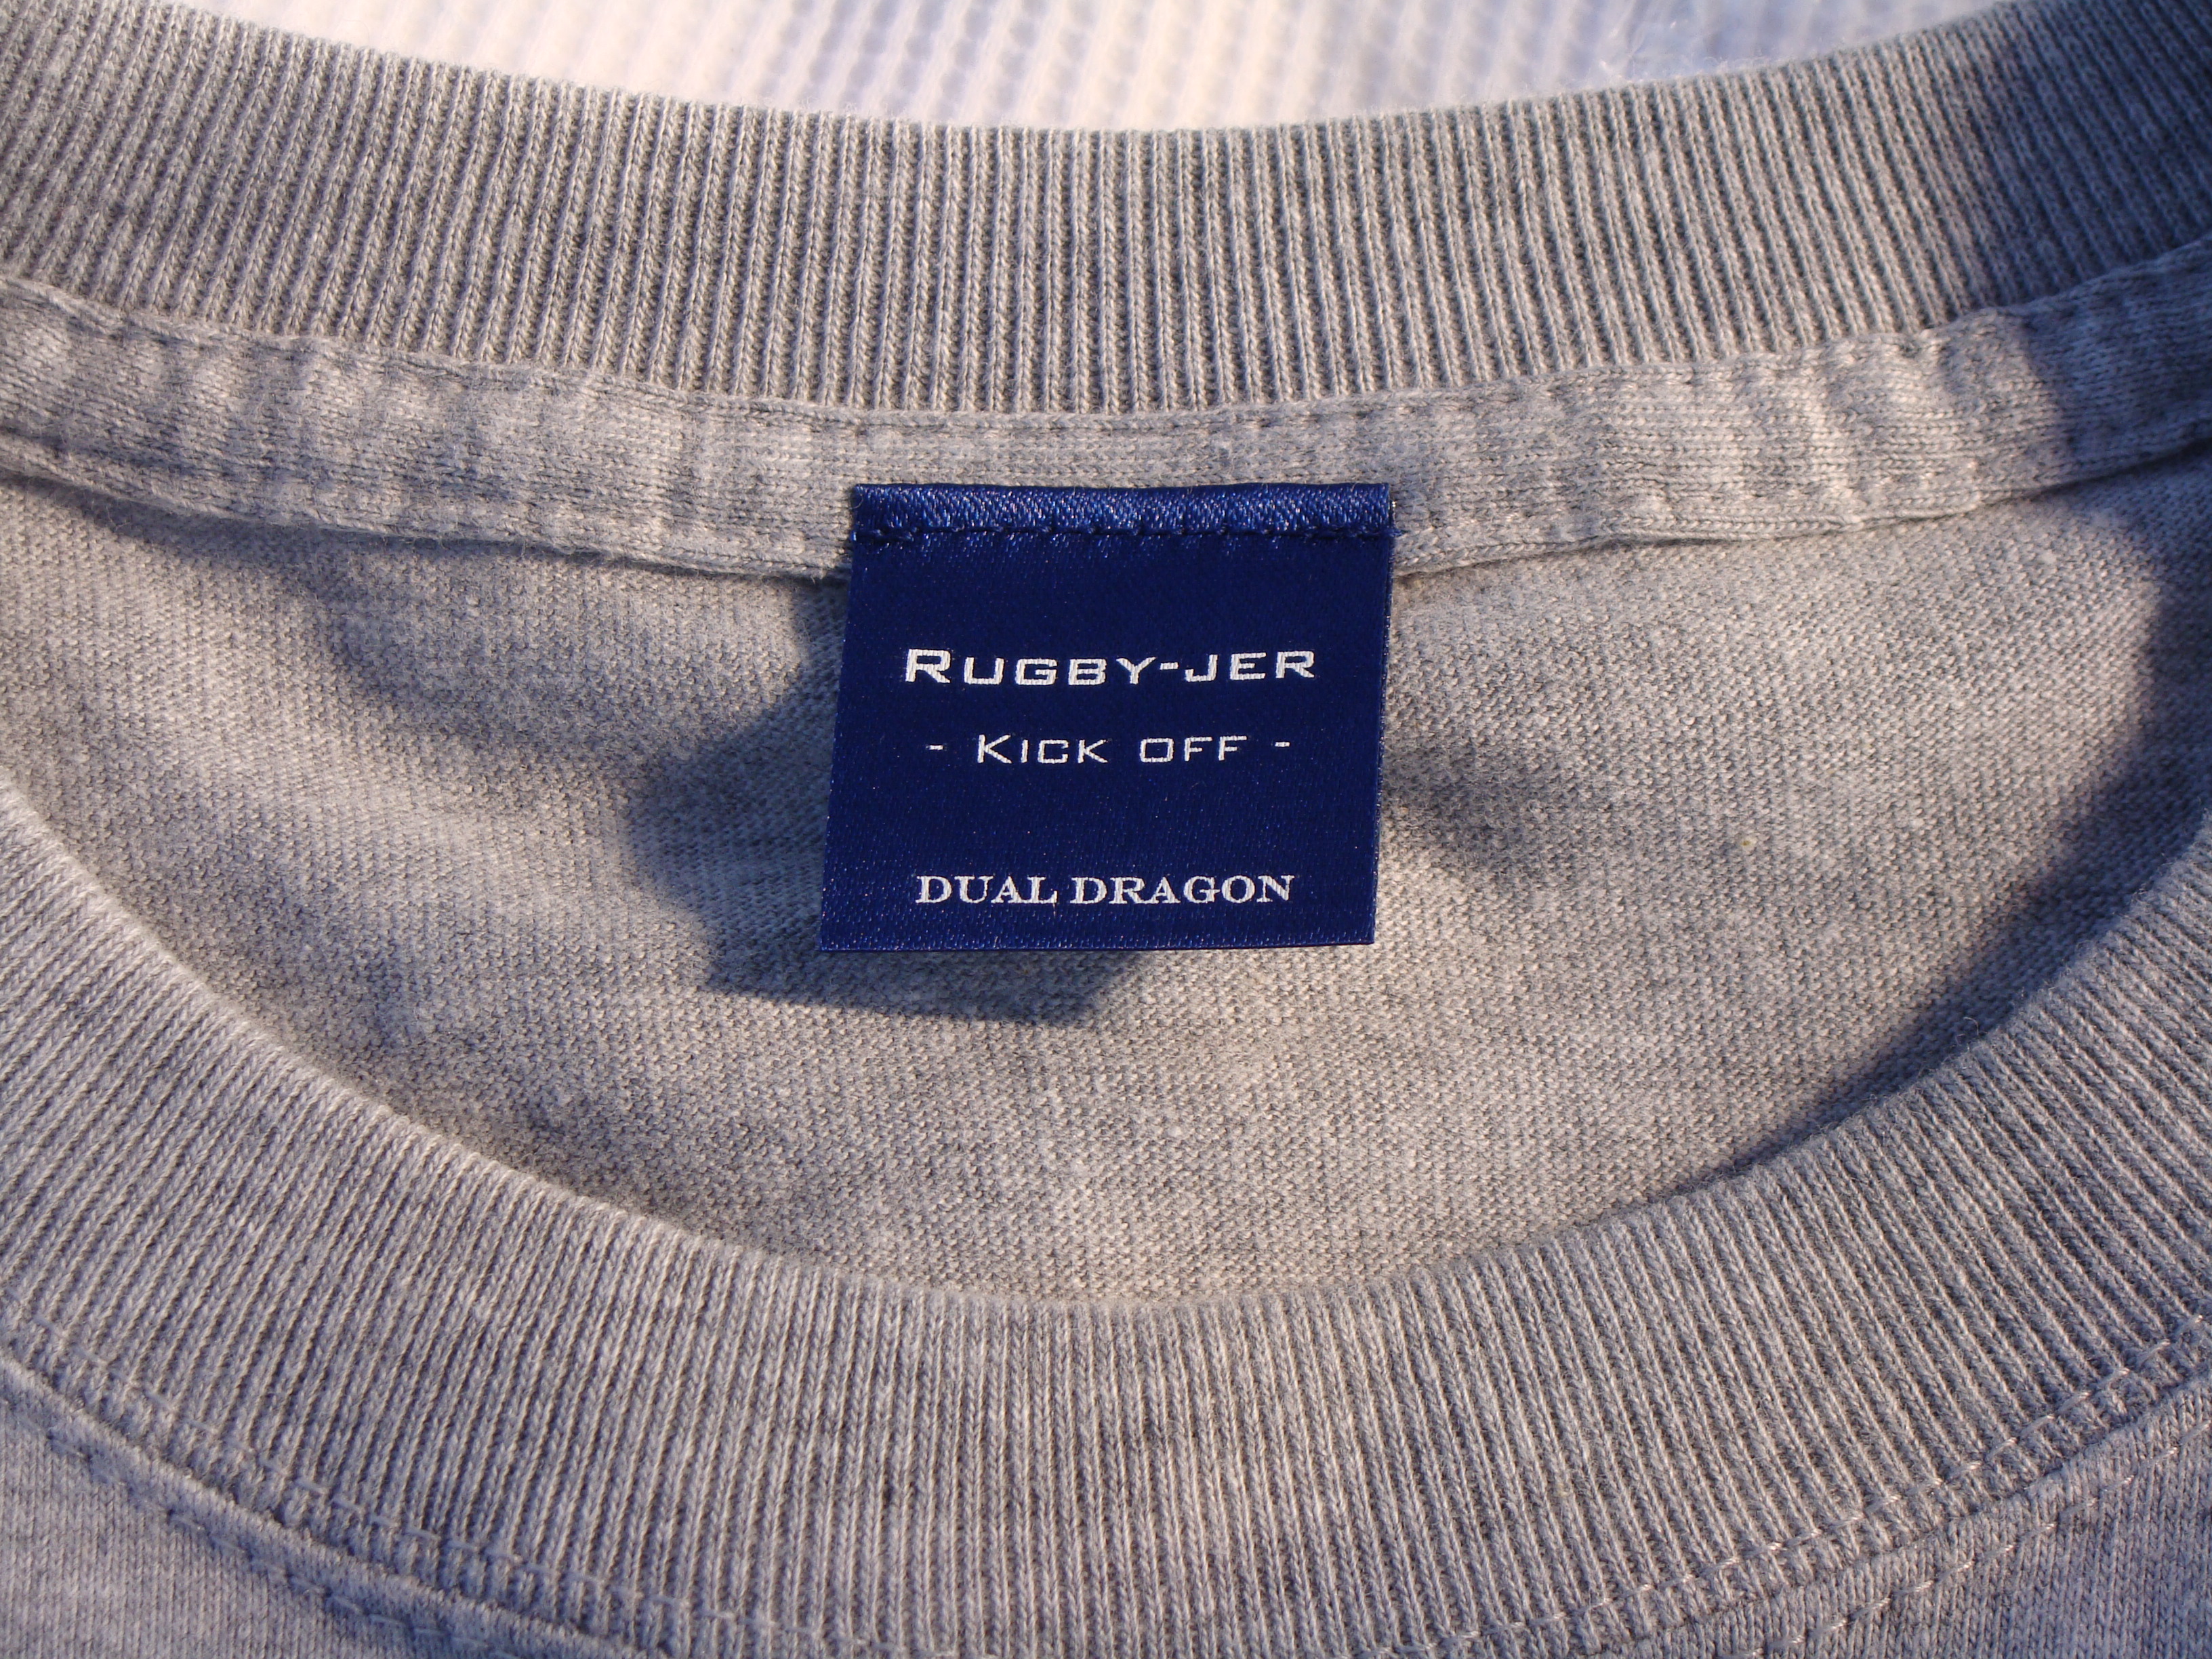 Rugby-jer
- Kick off -
DUAL DRAGON